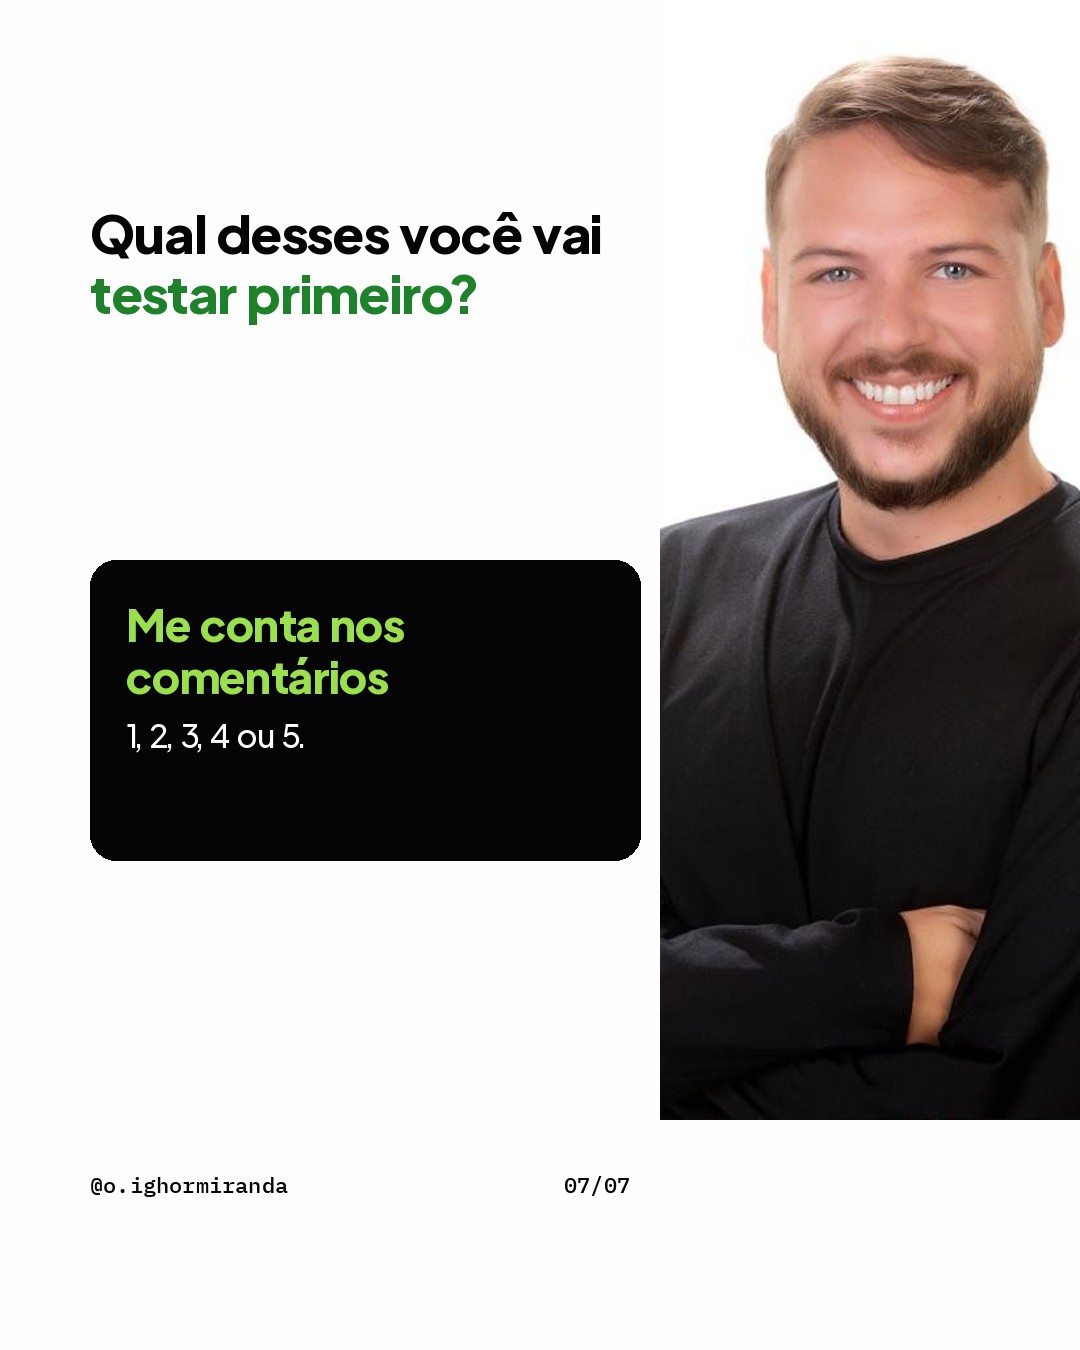 Qual desses você vai
testar primeiro?
Me conta nos
comentários
1, 2, 3, 4 ou 5.
@o.ighormiranda
07/07